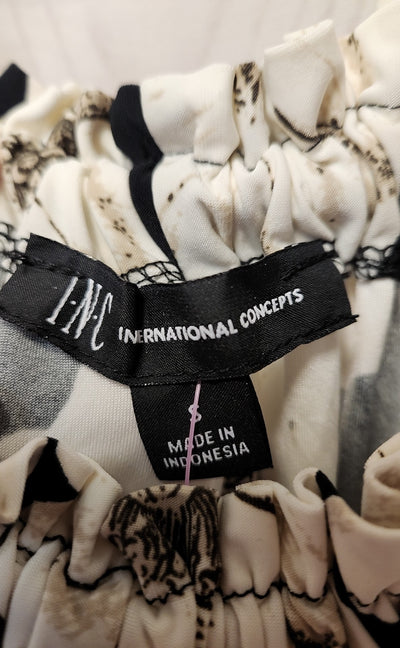 I·N·C INTERNATIONAL CONCEPTS
S
MADE IN
INDONESIA